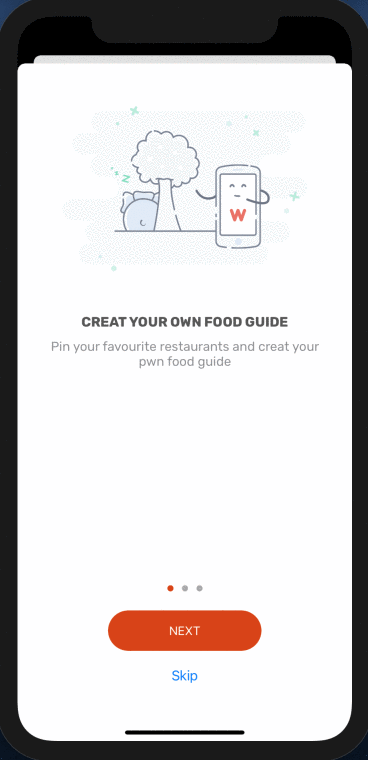 z
z
W
CREAT YOUR OWN FOOD GUIDE
Pin your favourite restaurants and creat your
pwn food guide
NEXT
Skip